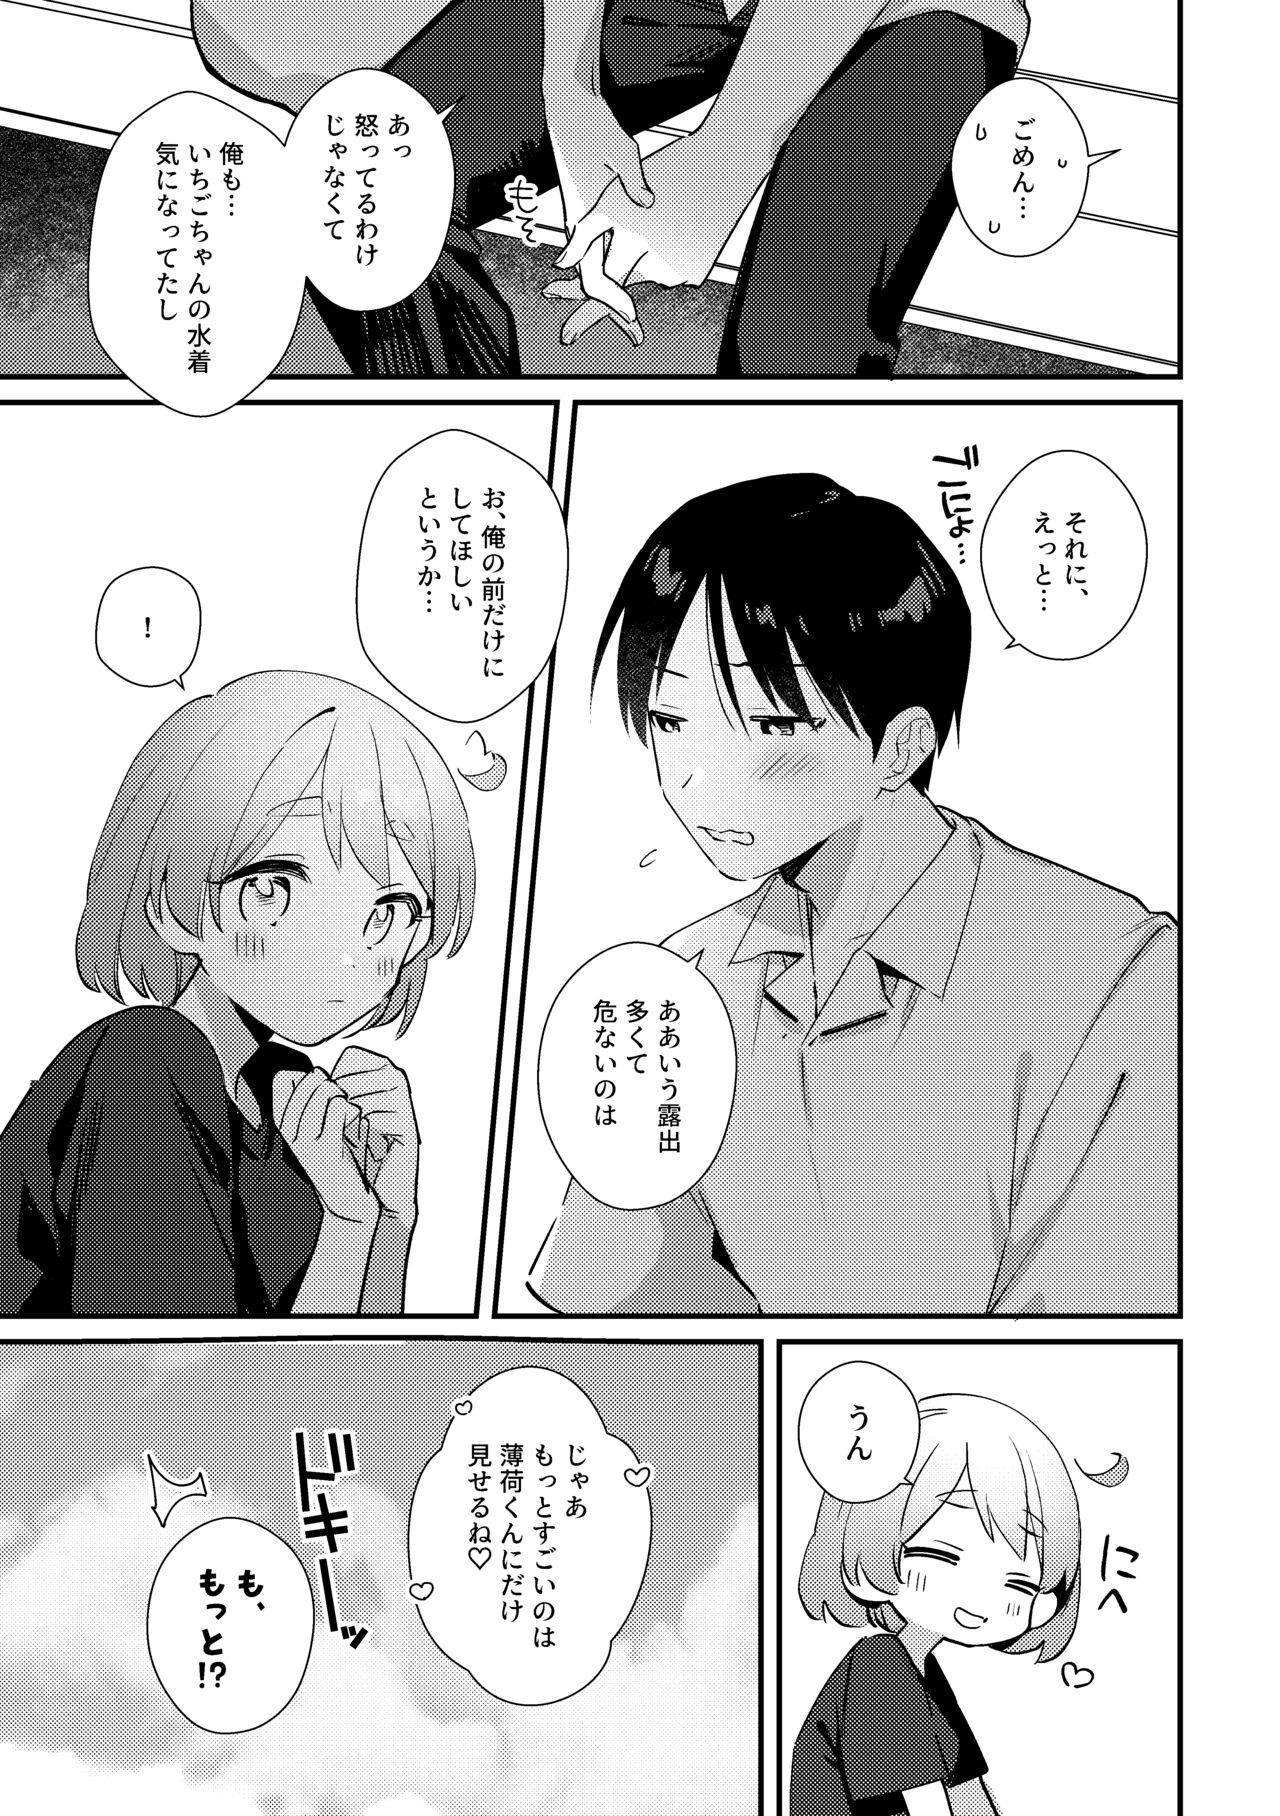 ごめん…
あっ
怒ってるわけ
じゃなくて
も〜
俺も…
いちごちゃんの水着
気になってたし
それに、
えっと…
ごにょ…
ああいう露出
多くて
危ないのは
お、俺の前だけに
してほしい
というか…
！
うん
にへ
じゃあ
もっとすごいのは
薄荷くんにだけ
見せるね♡
ドキーッ
も、
もっと!?